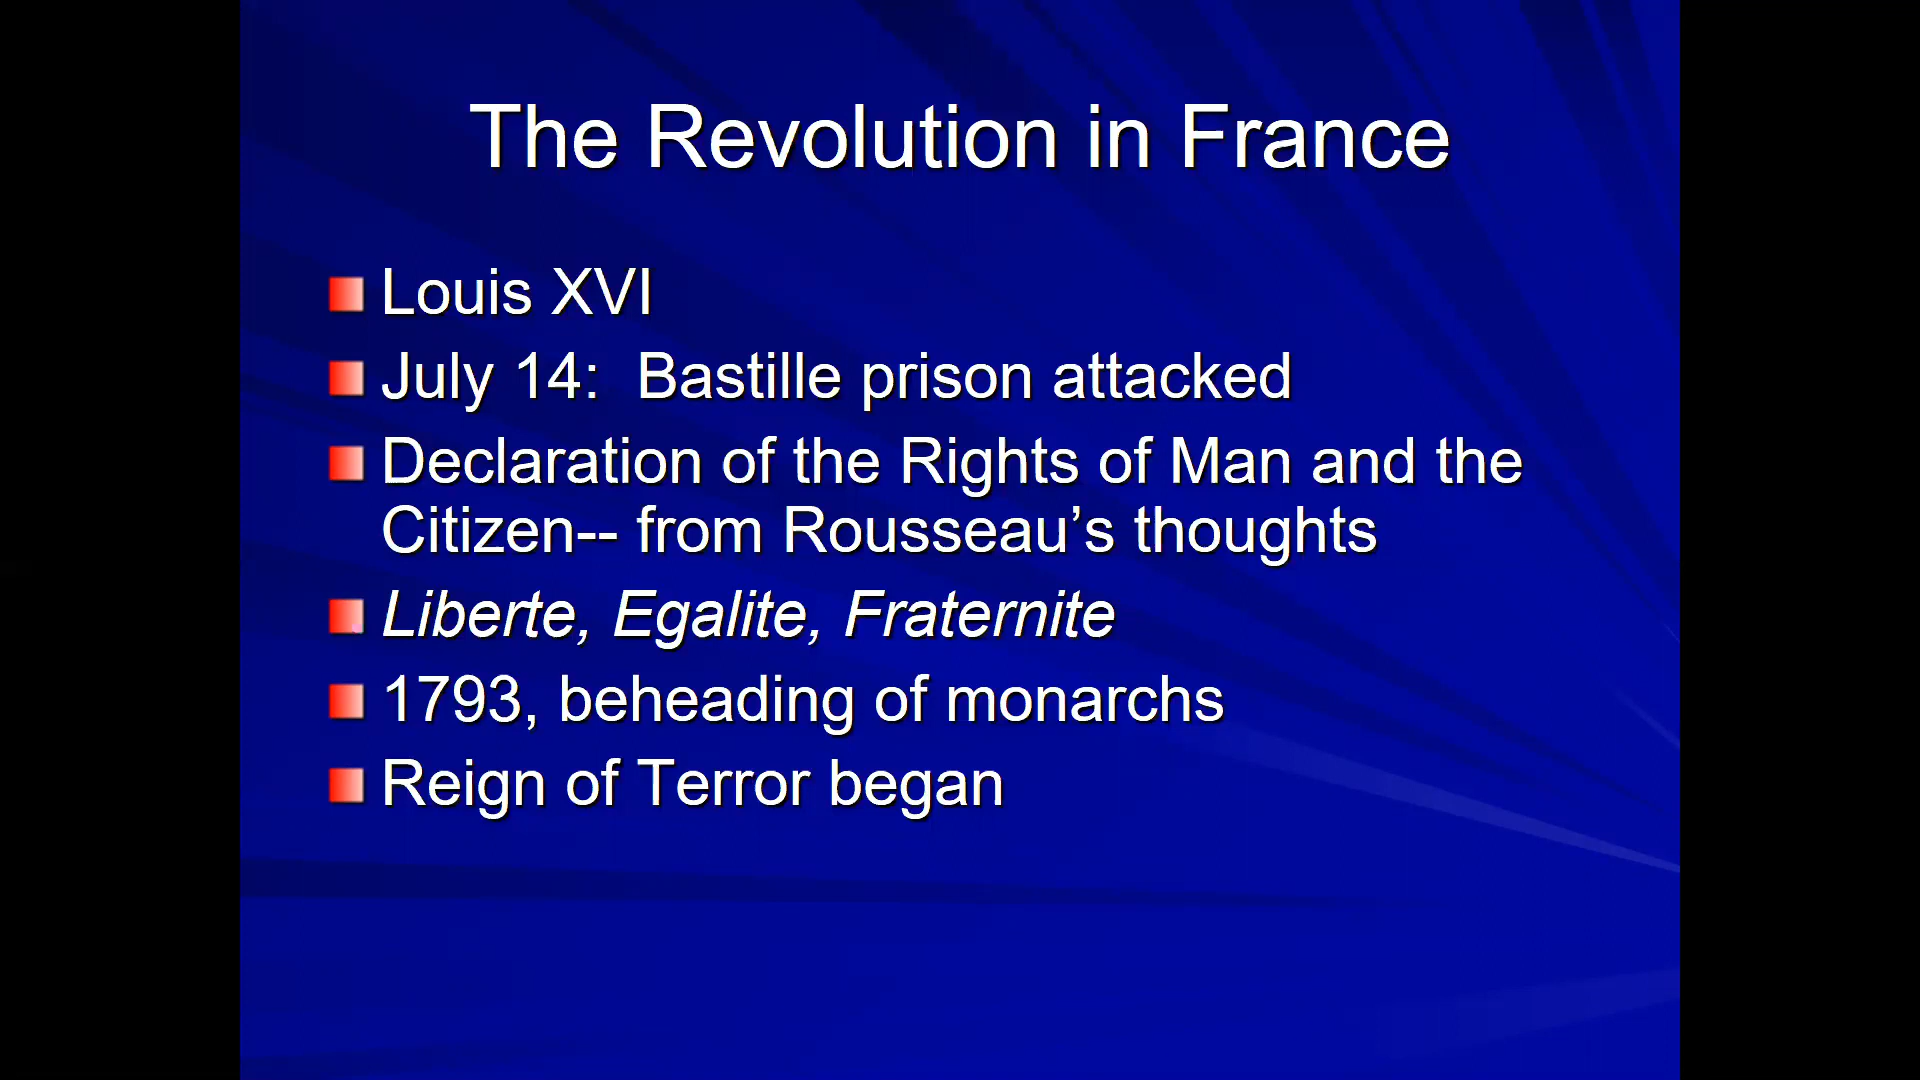 The Revolution in France
Louis XVI
July 14:  Bastille prison attacked
Declaration of the Rights of Man and the
Citizen-- from Rousseau’s thoughts
Liberte, Egalite, Fraternite
1793, beheading of monarchs
Reign of Terror began